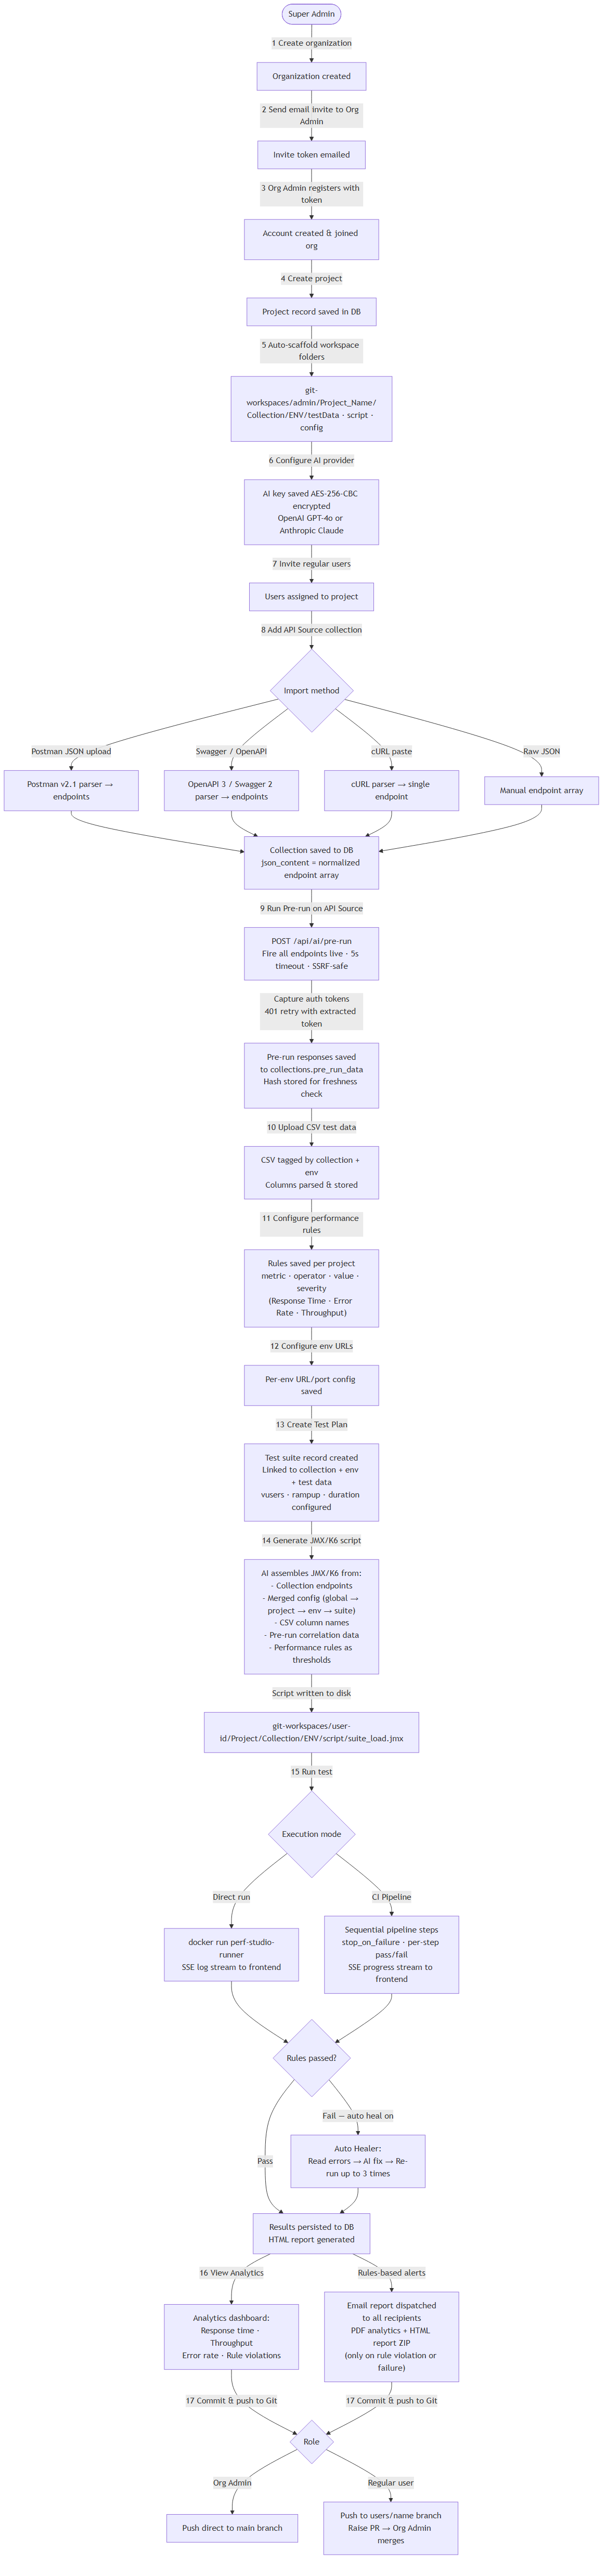 Super Admin
1 Create organization
Organization created
2 Send email invite to Org
Admin
Invite token emailed
3 Org Admin registers with
token
Account created & joined
org
4 Create project
Project record saved in DB
5 Auto-scaffold workspace
folders
git-
workspaces/admin/Project_Name/
Collection/ENV/testData · script ·
config
6 Configure AI provider
AI key saved AES-256-CBC
encrypted
OpenAI GPT-4o or
Anthropic Claude
7 Invite regular users
Users assigned to project
8 Add API Source collection
Import method
Postman JSON upload
Swagger / OpenAPI
cURL paste
Raw JSON
Postman v2.1 parser →
endpoints
OpenAPI 3 / Swagger 2
parser → endpoints
cURL parser → single
endpoint
Manual endpoint array
Collection saved to DB
json_content = normalized
endpoint array
9 Run Pre-run on API Source
POST /api/ai/pre-run
Fire all endpoints live · 5s
timeout · SSRF-safe
Capture auth tokens
401 retry with extracted
token
Pre-run responses saved
to collections.pre_run_data
Hash stored for freshness
check
10 Upload CSV test data
CSV tagged by collection +
env
Columns parsed & stored
11 Configure performance
rules
Rules saved per project
metric · operator · value ·
severity
(Response Time · Error
Rate · Throughput)
12 Configure env URLs
Per-env URL/port config
saved
13 Create Test Plan
Test suite record created
Linked to collection + env
+ test data
vusers · rampup · duration
configured
14 Generate JMX/K6 script
AI assembles JMX/K6 from:
- Collection endpoints
- Merged config (global →
project → env → suite)
- CSV column names
- Pre-run correlation data
- Performance rules as
thresholds
Script written to disk
git-workspaces/user-
id/Project/Collection/ENV/script/suite_load.jmx
15 Run test
Execution mode
Direct run
CI Pipeline
docker run perf-studio-
runner
SSE log stream to frontend
Sequential pipeline steps
stop_on_failure · per-step
pass/fail
SSE progress stream to
frontend
Rules passed?
Fail — auto heal on
Pass
Auto Healer:
Read errors → AI fix → Re-
run up to 3 times
Results persisted to DB
HTML report generated
16 View Analytics
Rules-based alerts
Analytics dashboard:
Response time ·
Throughput
Error rate · Rule violations
Email report dispatched
to all recipients
PDF analytics + HTML
report ZIP
(only on rule violation or
failure)
17 Commit & push to Git
17 Commit & push to Git
Role
Org Admin
Regular user
Push direct to main branch
Push to users/name branch
Raise PR → Org Admin
merges